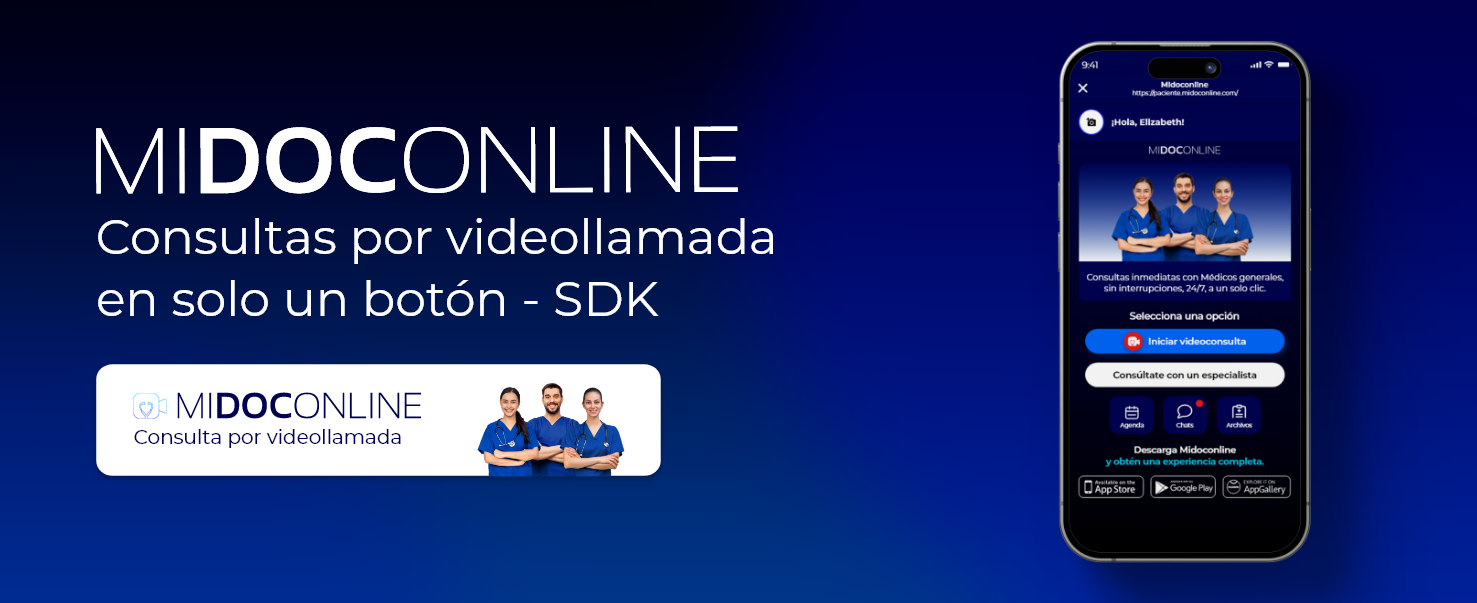 MIDOCONLINE
Consultas por videollamada
en solo un botón - SDK
MIDOCONLINE
Consulta por videollamada
9:41
Midoconline
https://paciente.midoconline.com/
¡Hola, Elizabeth!
MIDOCONLINE
Consultas inmediatas con Médicos generales,
sin interrupciones, 24/7, a un solo clic.
Selecciona una opción
Iniciar videoconsulta
Consúltate con un especialista
Agenda
Chats
Archivos
Descarga Midoconline
y obtén una experiencia completa.
Available on the
App Store
Google Play
EXPLORE IT ON
AppGallery